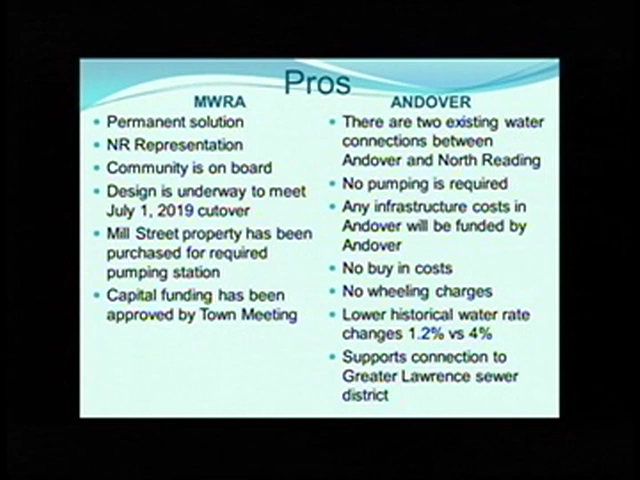 Pros
MWRA
Permanent solution
NR Representation
Community is on board
Design is underway to meet
July 1, 2019 cutover
Mill Street property has been
purchased for required
pumping station
Capital funding has been
approved by Town Meeting
ANDOVER
There are two existing water
connections between
Andover and North Reading
No pumping is required
Any infrastructure costs in
Andover will be funded by
Andover
No buy in costs
No wheeling charges
Lower historical water rate
changes 1.2% vs 4%
Supports connection to
Greater Lawrence sewer
district